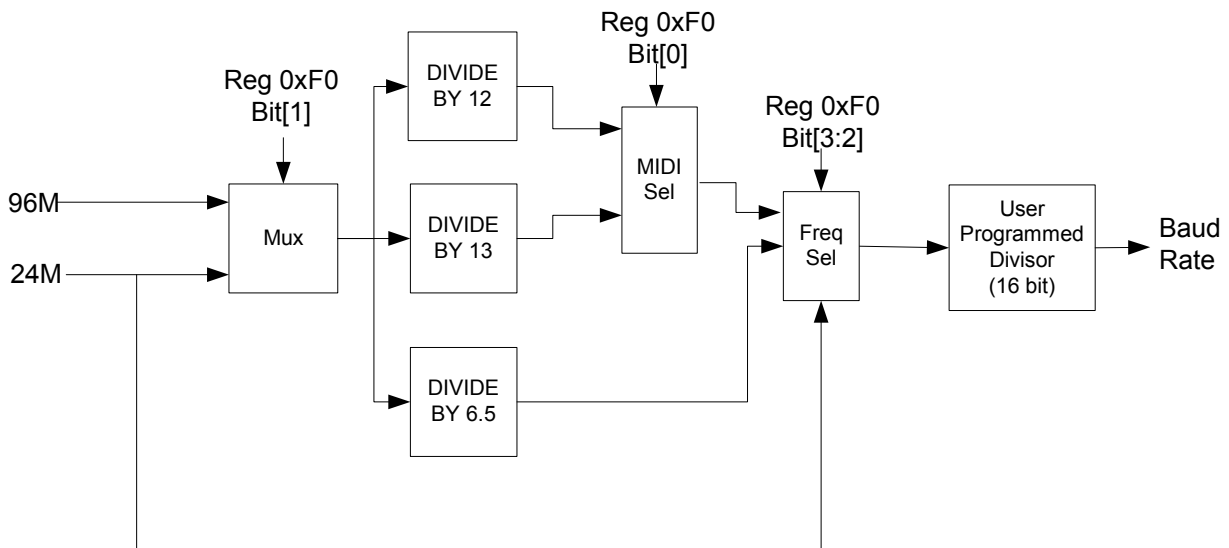 Reg 0xF0
Bit[1]
96M
24M
Mux
DIVIDE
BY 12
DIVIDE
BY 13
DIVIDE
BY 6.5
Reg 0xF0
Bit[0]
MIDI
Sel
Reg 0xF0
Bit[3:2]
Freq
Sel
User
Programmed
Divisor
(16 bit)
Baud
Rate